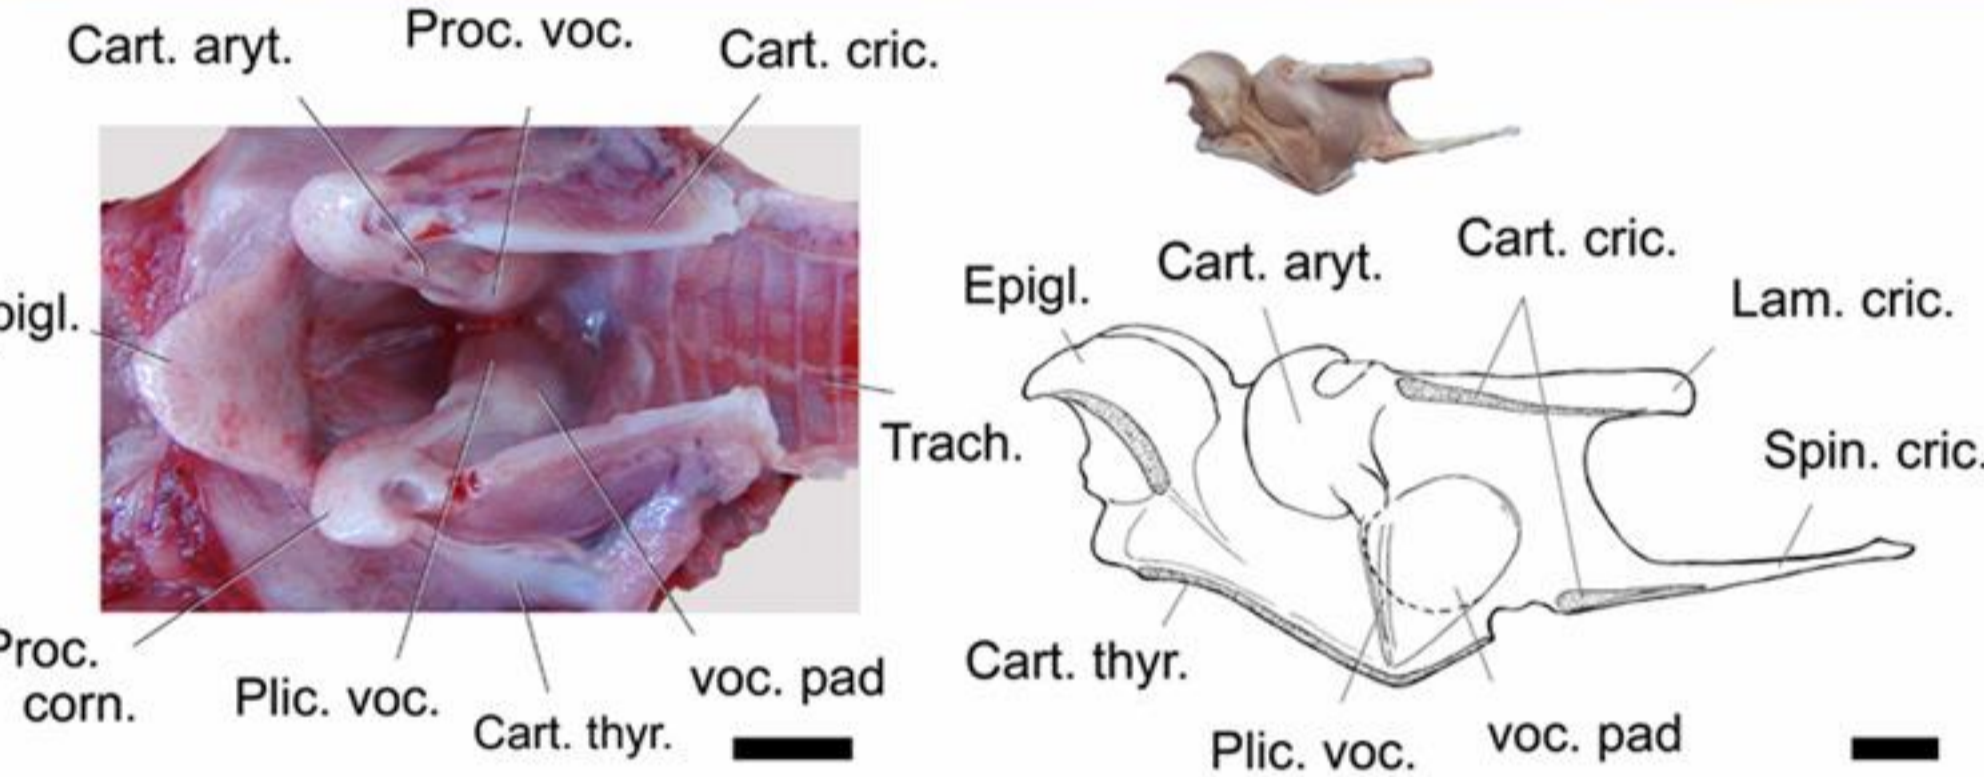 Cart. aryt.
Proc. voc.
Cart. cric.
pigl.
Trach.
Proc.
corn.
Plic. voc.
Cart. thyr.
voc. pad
Epigl.
Cart. aryt.
Cart. cric.
Lam. cric.
Spin. cric.
Cart. thyr.
Plic. voc.
voc. pad